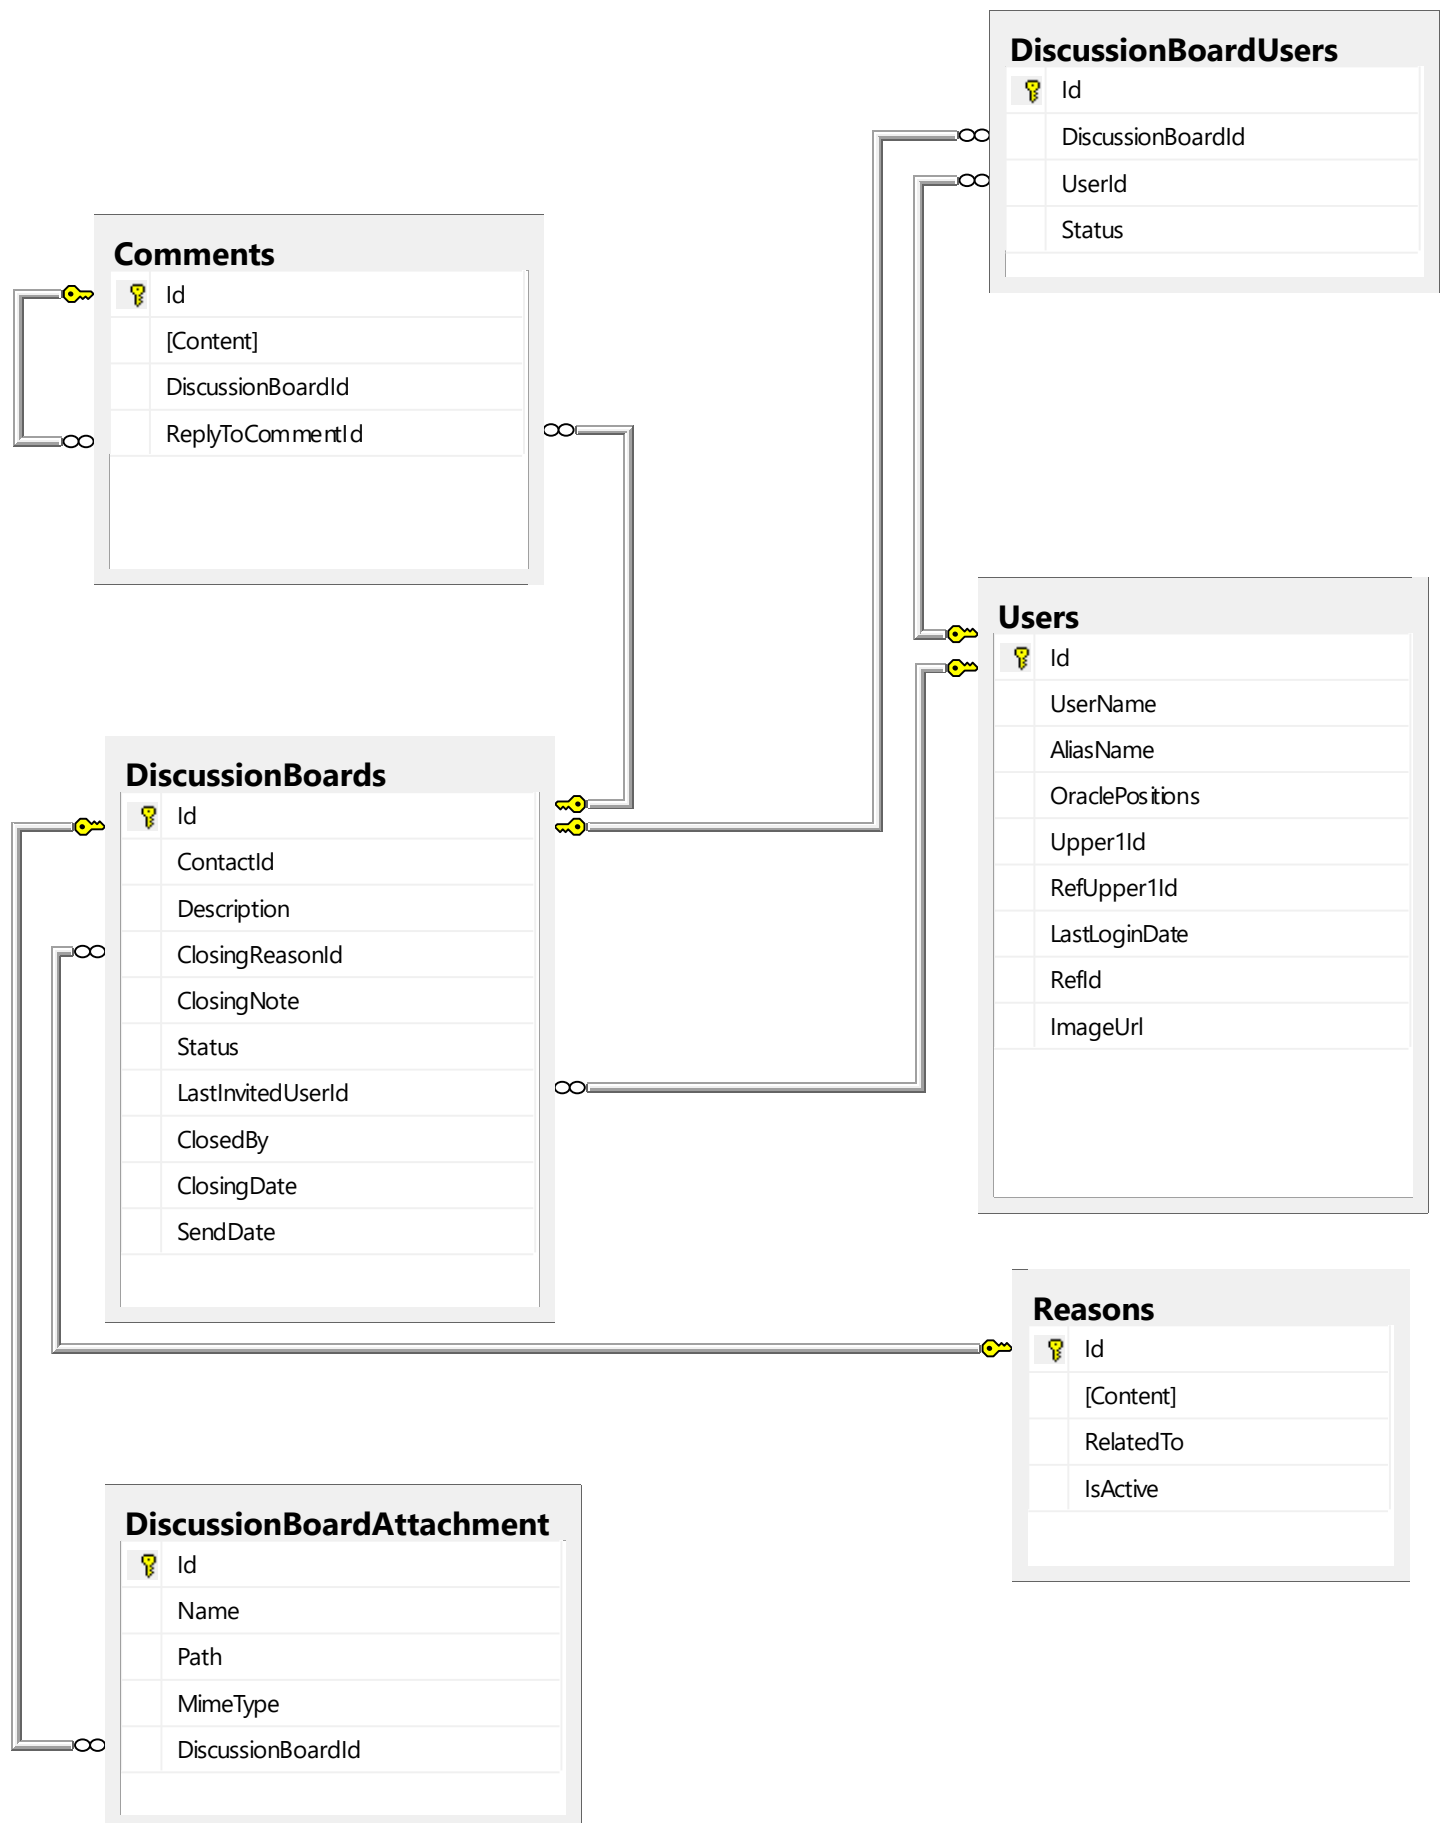 DiscussionBoardUsers
Id
DiscussionBoardId
UserId
Status
Comments
Id
[Content]
DiscussionBoardId
ReplyToCommentId
Users
Id
UserName
AliasName
OraclePositions
Upper1Id
RefUpper1Id
LastLoginDate
RefId
ImageUrl
DiscussionBoards
Id
ContactId
Description
ClosingReasonId
ClosingNote
Status
LastInvitedUserId
ClosedBy
ClosingDate
SendDate
Reasons
Id
[Content]
RelatedTo
IsActive
DiscussionBoardAttachment
Id
Name
Path
MimeType
DiscussionBoardId